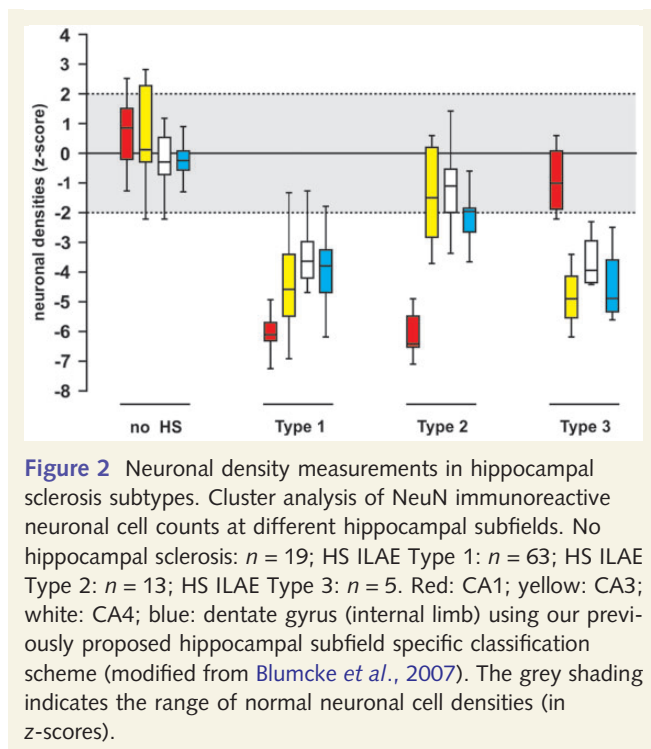 4
3
2
1
0
-1
-2
-3
-4
-5
-6
-7
-8
neuronal densities (z-score)
no HS Type 1 Type 2 Type 3
Figure 2 Neuronal density measurements in hippocampal
sclerosis subtypes. Cluster analysis of NeuN immunoreactive
neuronal cell counts at different hippocampal subfields. No
hippocampal sclerosis: n = 19; HS ILAE Type 1: n = 63; HS ILAE
Type 2: n = 13; HS ILAE Type 3: n = 5. Red: CA1; yellow: CA3;
white: CA4; blue: dentate gyrus (internal limb) using our previ-
ously proposed hippocampal subfield specific classification
scheme (modified from Blumcke et al., 2007). The grey shading
indicates the range of normal neuronal cell densities (in
z-scores).